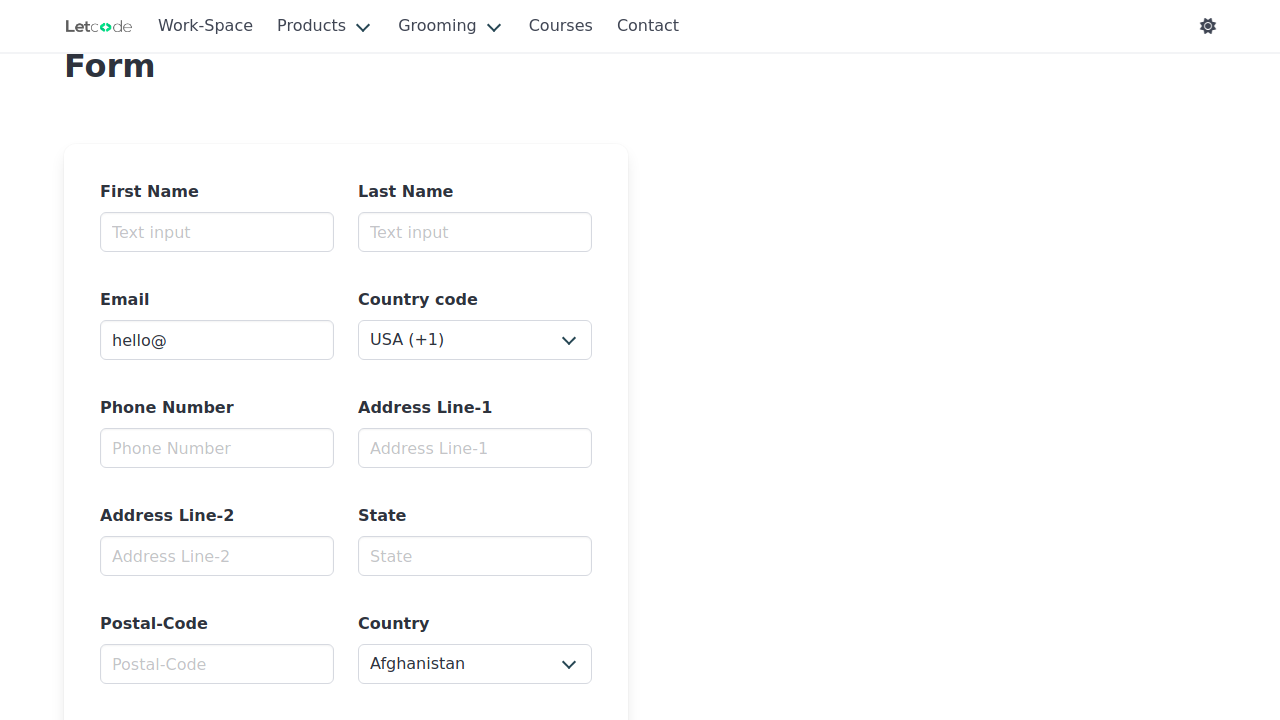 Letcode Work-Space Products Grooming Courses Contact
Form
First Name Last Name
Text input Text input
Email Country code
hello@ USA (+1)
Phone Number Address Line-1
Phone Number Address Line-1
Address Line-2 State
Address Line-2 State
Postal-Code Country
Postal-Code Afghanistan